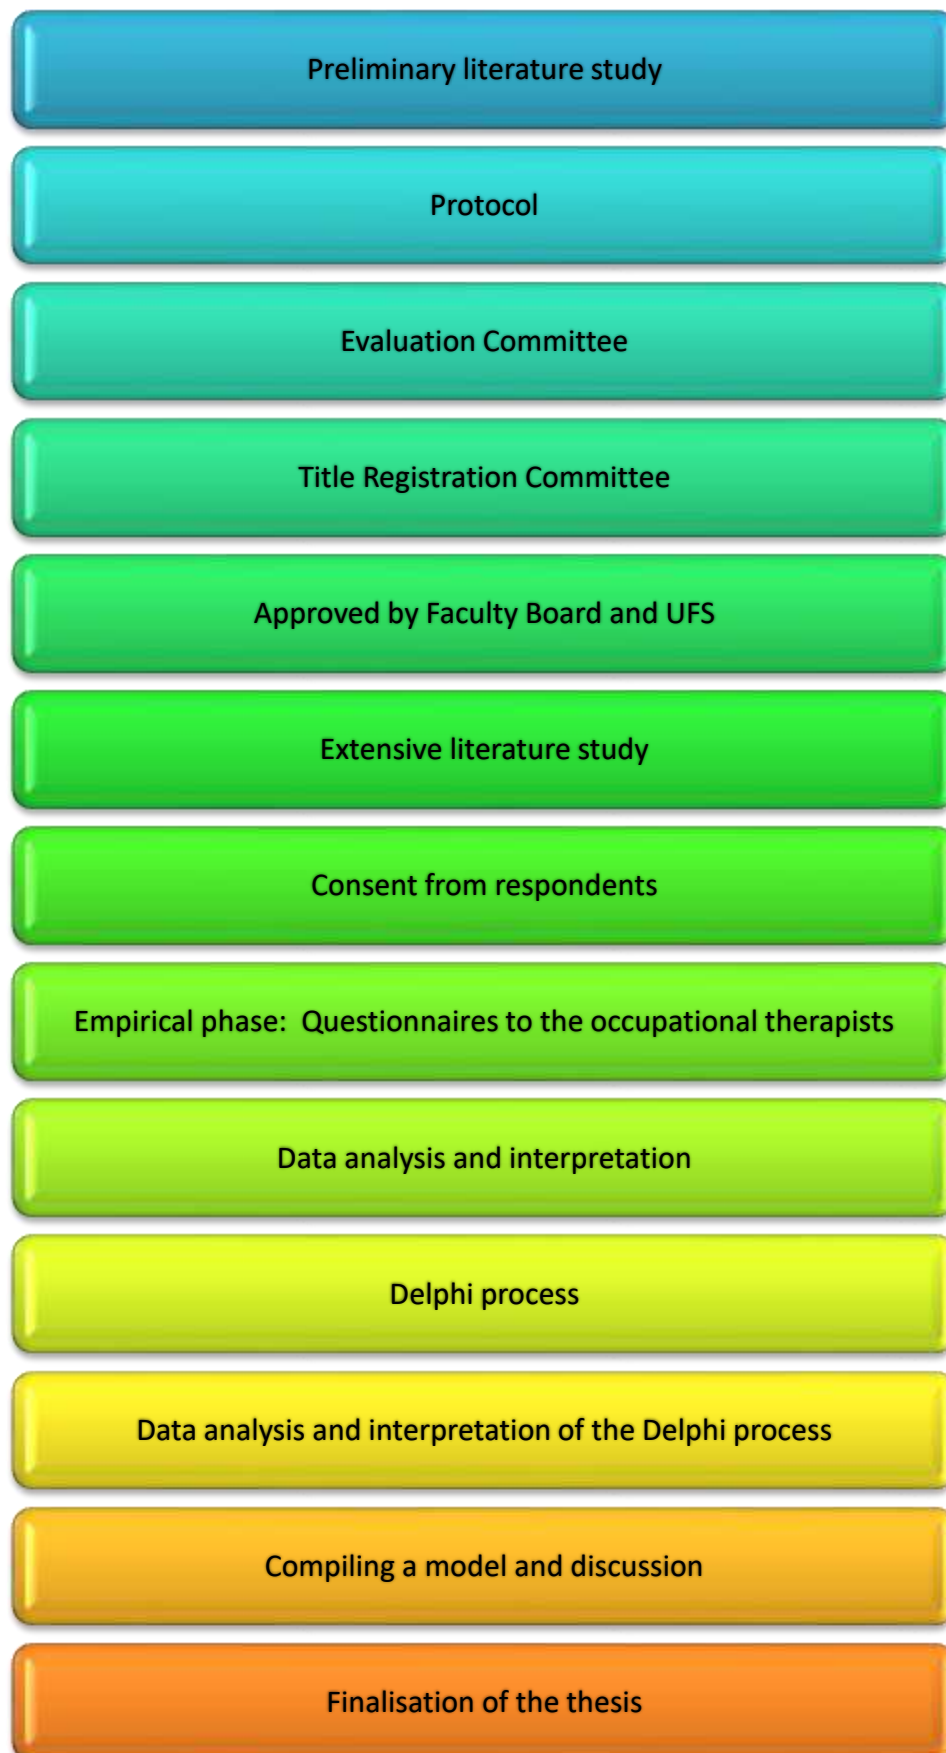 Preliminary literature study
Protocol
Evaluation Committee
Title Registration Committee
Approved by Faculty Board and UFS
Extensive literature study
Consent from respondents
Empirical phase:  Questionnaires to the occupational therapists
Data analysis and interpretation
Delphi process
Data analysis and interpretation of the Delphi process
Compiling a model and discussion
Finalisation of the thesis